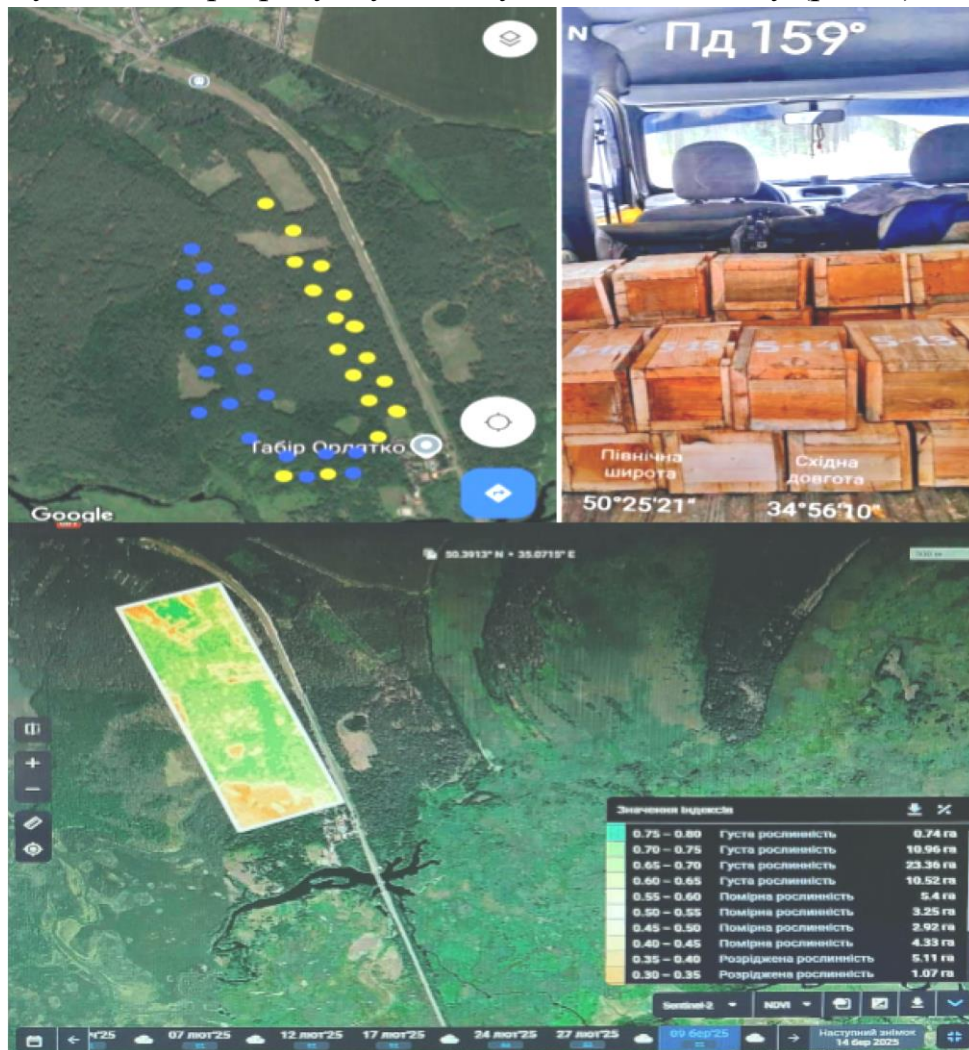 N
Пд 159°
Табір Орлятко
Google
S-15
S-14
S-13
Північна широта
50°25'21"
Східна довгота
34°56'10"
50.3913° N • 35.0715° E
Значення індексів
0.75 – 0.80 Густа рослинність 0.74 га
0.70 – 0.75 Густа рослинність 10.96 га
0.65 – 0.70 Густа рослинність 23.36 га
0.60 – 0.65 Густа рослинність 10.52 га
0.55 – 0.60 Помірна рослинність 5.4 га
0.50 – 0.55 Помірна рослинність 3.25 га
0.45 – 0.50 Помірна рослинність 2.92 га
0.40 – 0.45 Помірна рослинність 4.33 га
0.35 – 0.40 Розріджена рослинність 5.11 га
0.30 – 0.35 Розріджена рослинність 1.07 га
Sentinel-2 NDVI
07 лют'25
12 лют'25
17 лют'25
24 лют'25
27 лют'25
09 бер'25
Наступний знімок
14 бер 2025